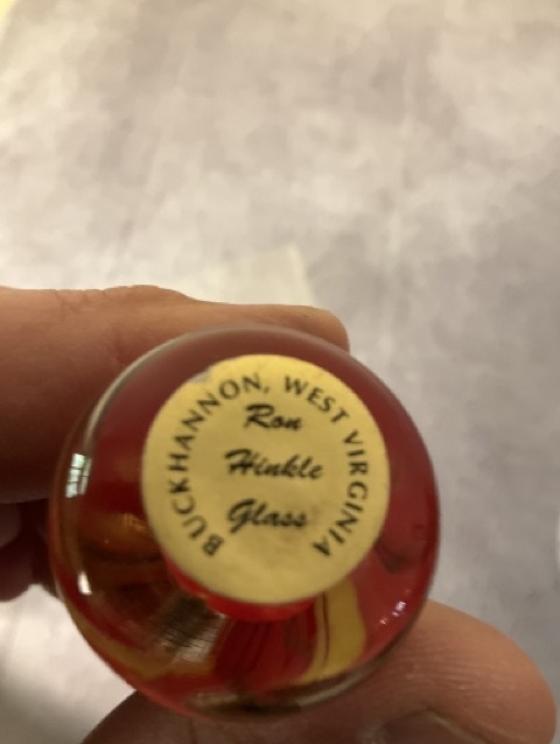 BUCKHANNON, WEST VIRGINIA
Ron
Hinkle
Glass